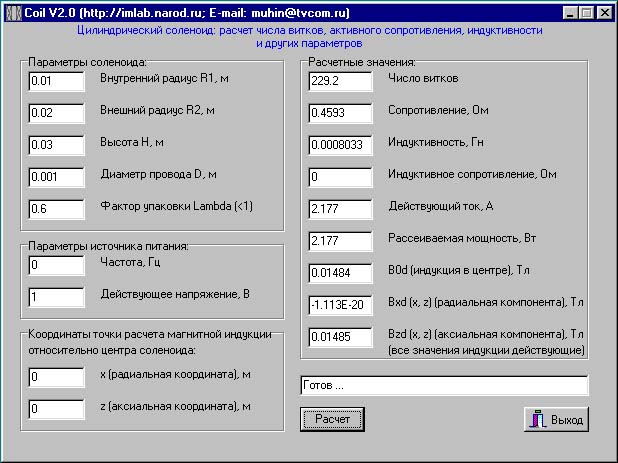 Coil V2.0 (http://imlab.narod.ru; E-mail: muhin@tvcom.ru)
Цилиндрический соленоид: расчет числа витков, активного сопротивления, индуктивности
и других параметров
Параметры соленоида:
0.01 Внутренний радиус R1, м
0.02 Внешний радиус R2, м
0.03 Высота H, м
0.001 Диаметр провода D, м
0.6 Фактор упаковки Lambda (<1)
Параметры источника питания:
0 Частота, Гц
1 Действующее напряжение, В
Координаты точки расчета магнитной индукции
относительно центра соленоида:
0 x (радиальная координата), м
0 z (аксиальная координата), м
Расчетные значения:
229.2 Число витков
0.4593 Сопротивление, Ом
0.0008033 Индуктивность, Гн
0 Индуктивное сопротивление, Ом
2.177 Действующий ток, А
2.177 Рассеиваемая мощность, Вт
0.01484 B0d (индукция в центре), Тл
-1.113E-20 Bxd (x, z) (радиальная компонента), Тл
0.01485 Bzd (x, z) (аксиальная компонента), Тл
(все значения индукции действующие)
Готов ...
Расчет
Выход